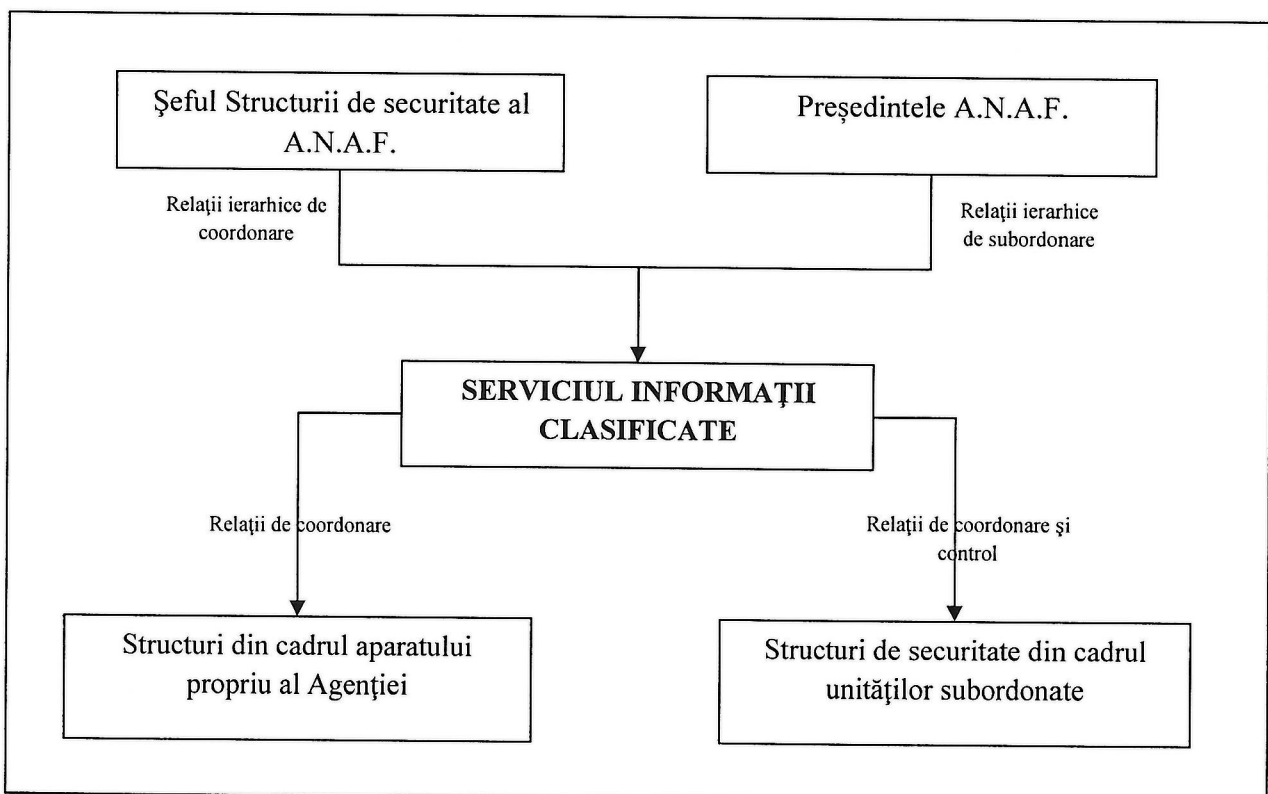 Şeful Structurii de securitate al
A.N.A.F.
Președintele A.N.A.F.
Relaţii ierarhice de
coordonare
Relaţii ierarhice
de subordonare
SERVICIUL INFORMAŢII
CLASIFICATE
Relaţii de coordonare
Relaţii de coordonare şi
control
Structuri din cadrul aparatului
propriu al Agenţiei
Structuri de securitate din cadrul
unităţilor subordonate